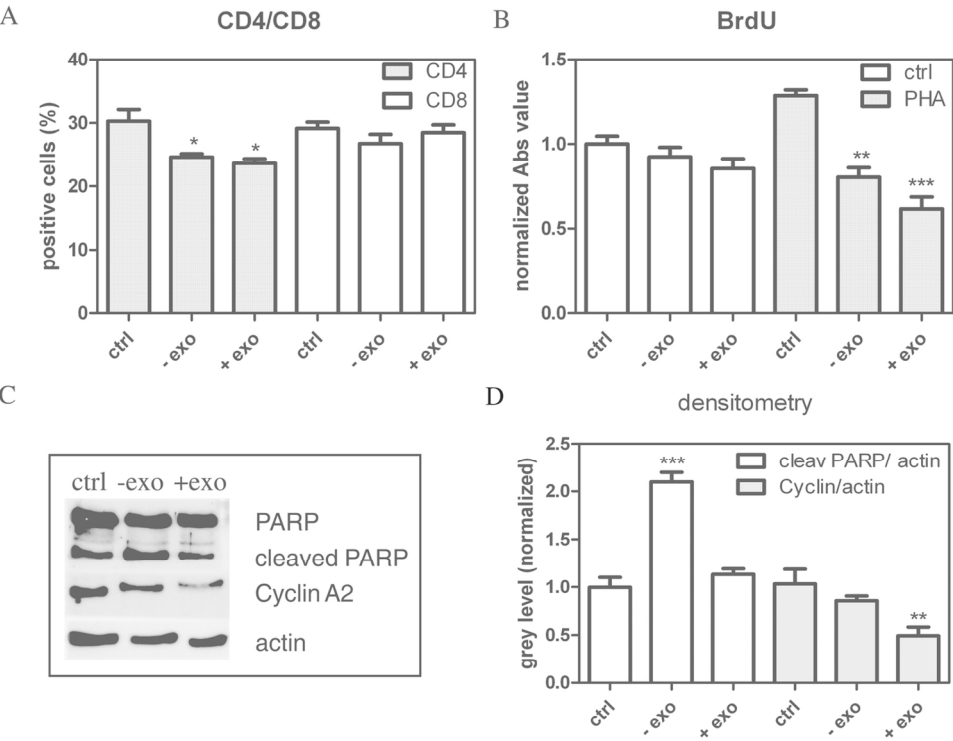 A
CD4/CD8
positive cells (%)
40
30
20
10
0
CD4
CD8
*
*
ctrl
- exo
+ exo
ctrl
- exo
+ exo
B
BrdU
normalized Abs value
1.5
1.0
0.5
0.0
ctrl
PHA
**
***
ctrl
- exo
+ exo
ctrl
- exo
+ exo
C
ctrl -exo +exo
PARP
cleaved PARP
Cyclin A2
actin
D
densitometry
grey level (normalized)
2.5
2.0
1.5
1.0
0.5
0.0
cleav PARP/ actin
Cyclin/actin
***
**
ctrl
- exo
+ exo
ctrl
- exo
+ exo